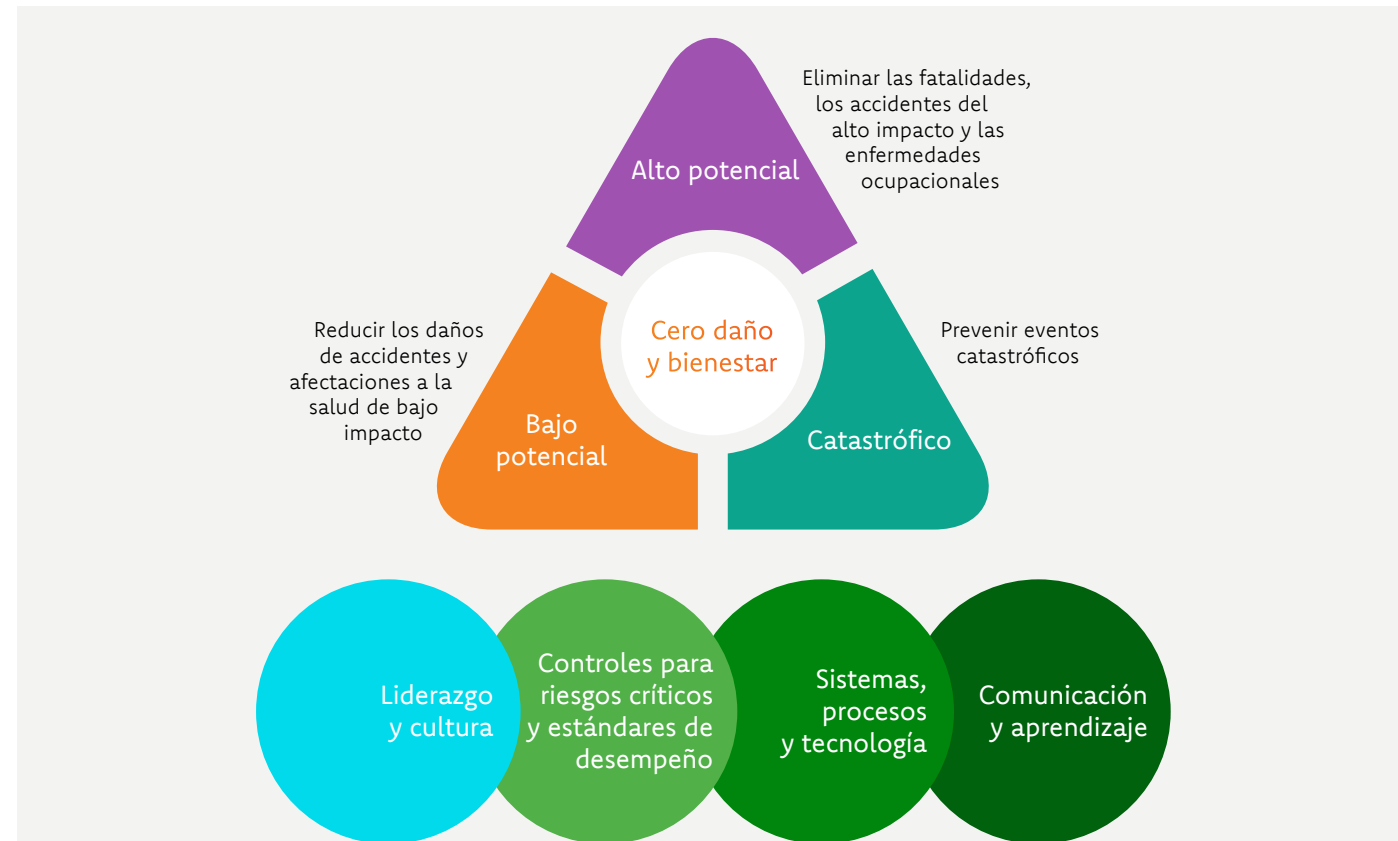 Eliminar las fatalidades,
los accidentes del
alto impacto y las
enfermedades
ocupacionales
Alto potencial
Cero daño
y bienestar
Reducir los daños
de accidentes y
afectaciones a la
salud de bajo
impacto
Prevenir eventos
catastróficos
Bajo
potencial
Catastrófico
Liderazgo
y cultura
Controles para
riesgos críticos
y estándares de
desempeño
Sistemas,
procesos
y tecnología
Comunicación
y aprendizaje